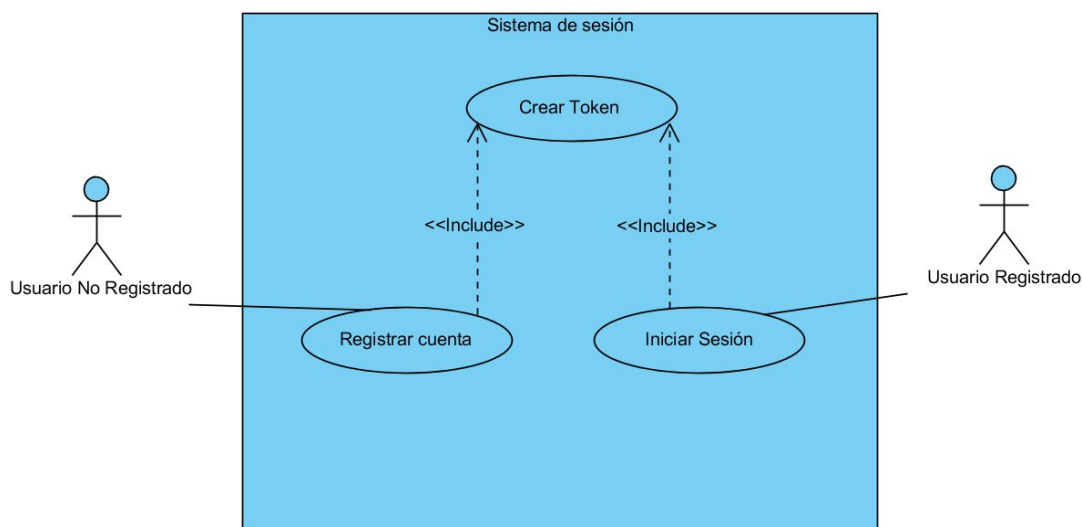 Sistema de sesión
Crear Token
<<Include>>
<<Include>>
Usuario No Registrado
Usuario Registrado
Registrar cuenta
Iniciar Sesión